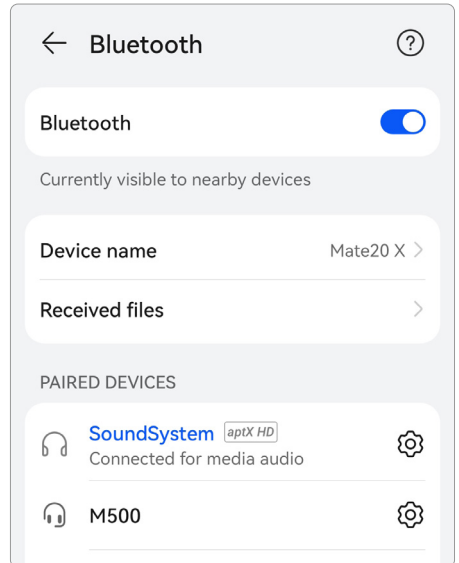 Bluetooth
Bluetooth
Currently visible to nearby devices
Device name Mate20 X
Received files
PAIRED DEVICES
SoundSystem aptX HD
Connected for media audio
M500